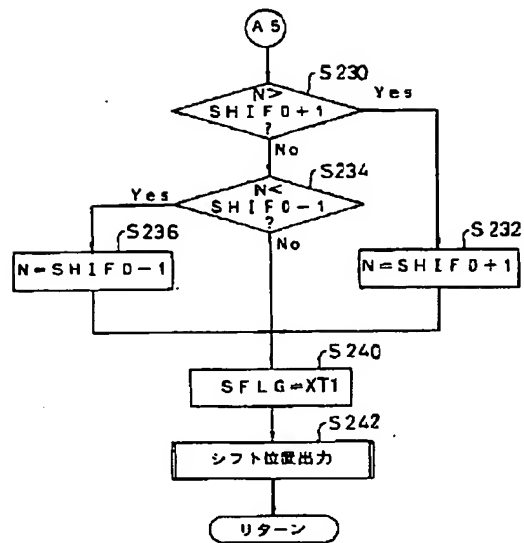 A5
S230
N>
SHIF0+1
?
Yes
No
S234
N<
SHIF0-1
?
Yes
No
S236
N=SHIF0-1
S232
N=SHIF0+1
S240
SFLG=XT1
S242
シフト位置出力
リターン